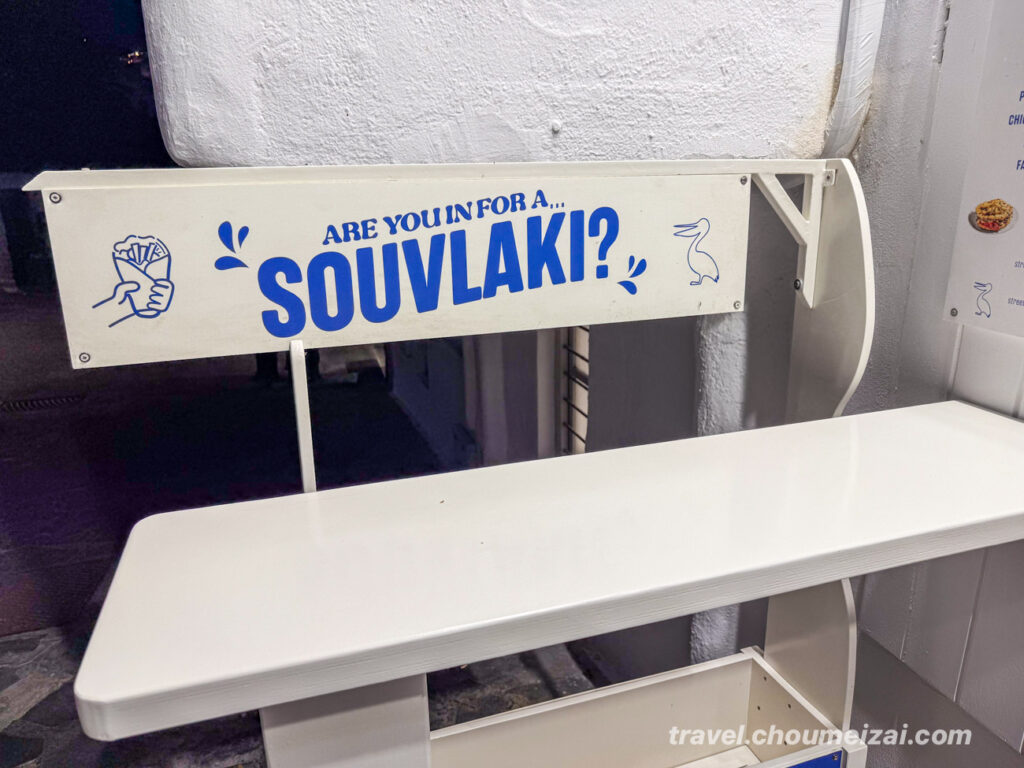 ARE YOU IN FOR A...
SOUVLAKI?
travel.choumeizai.com